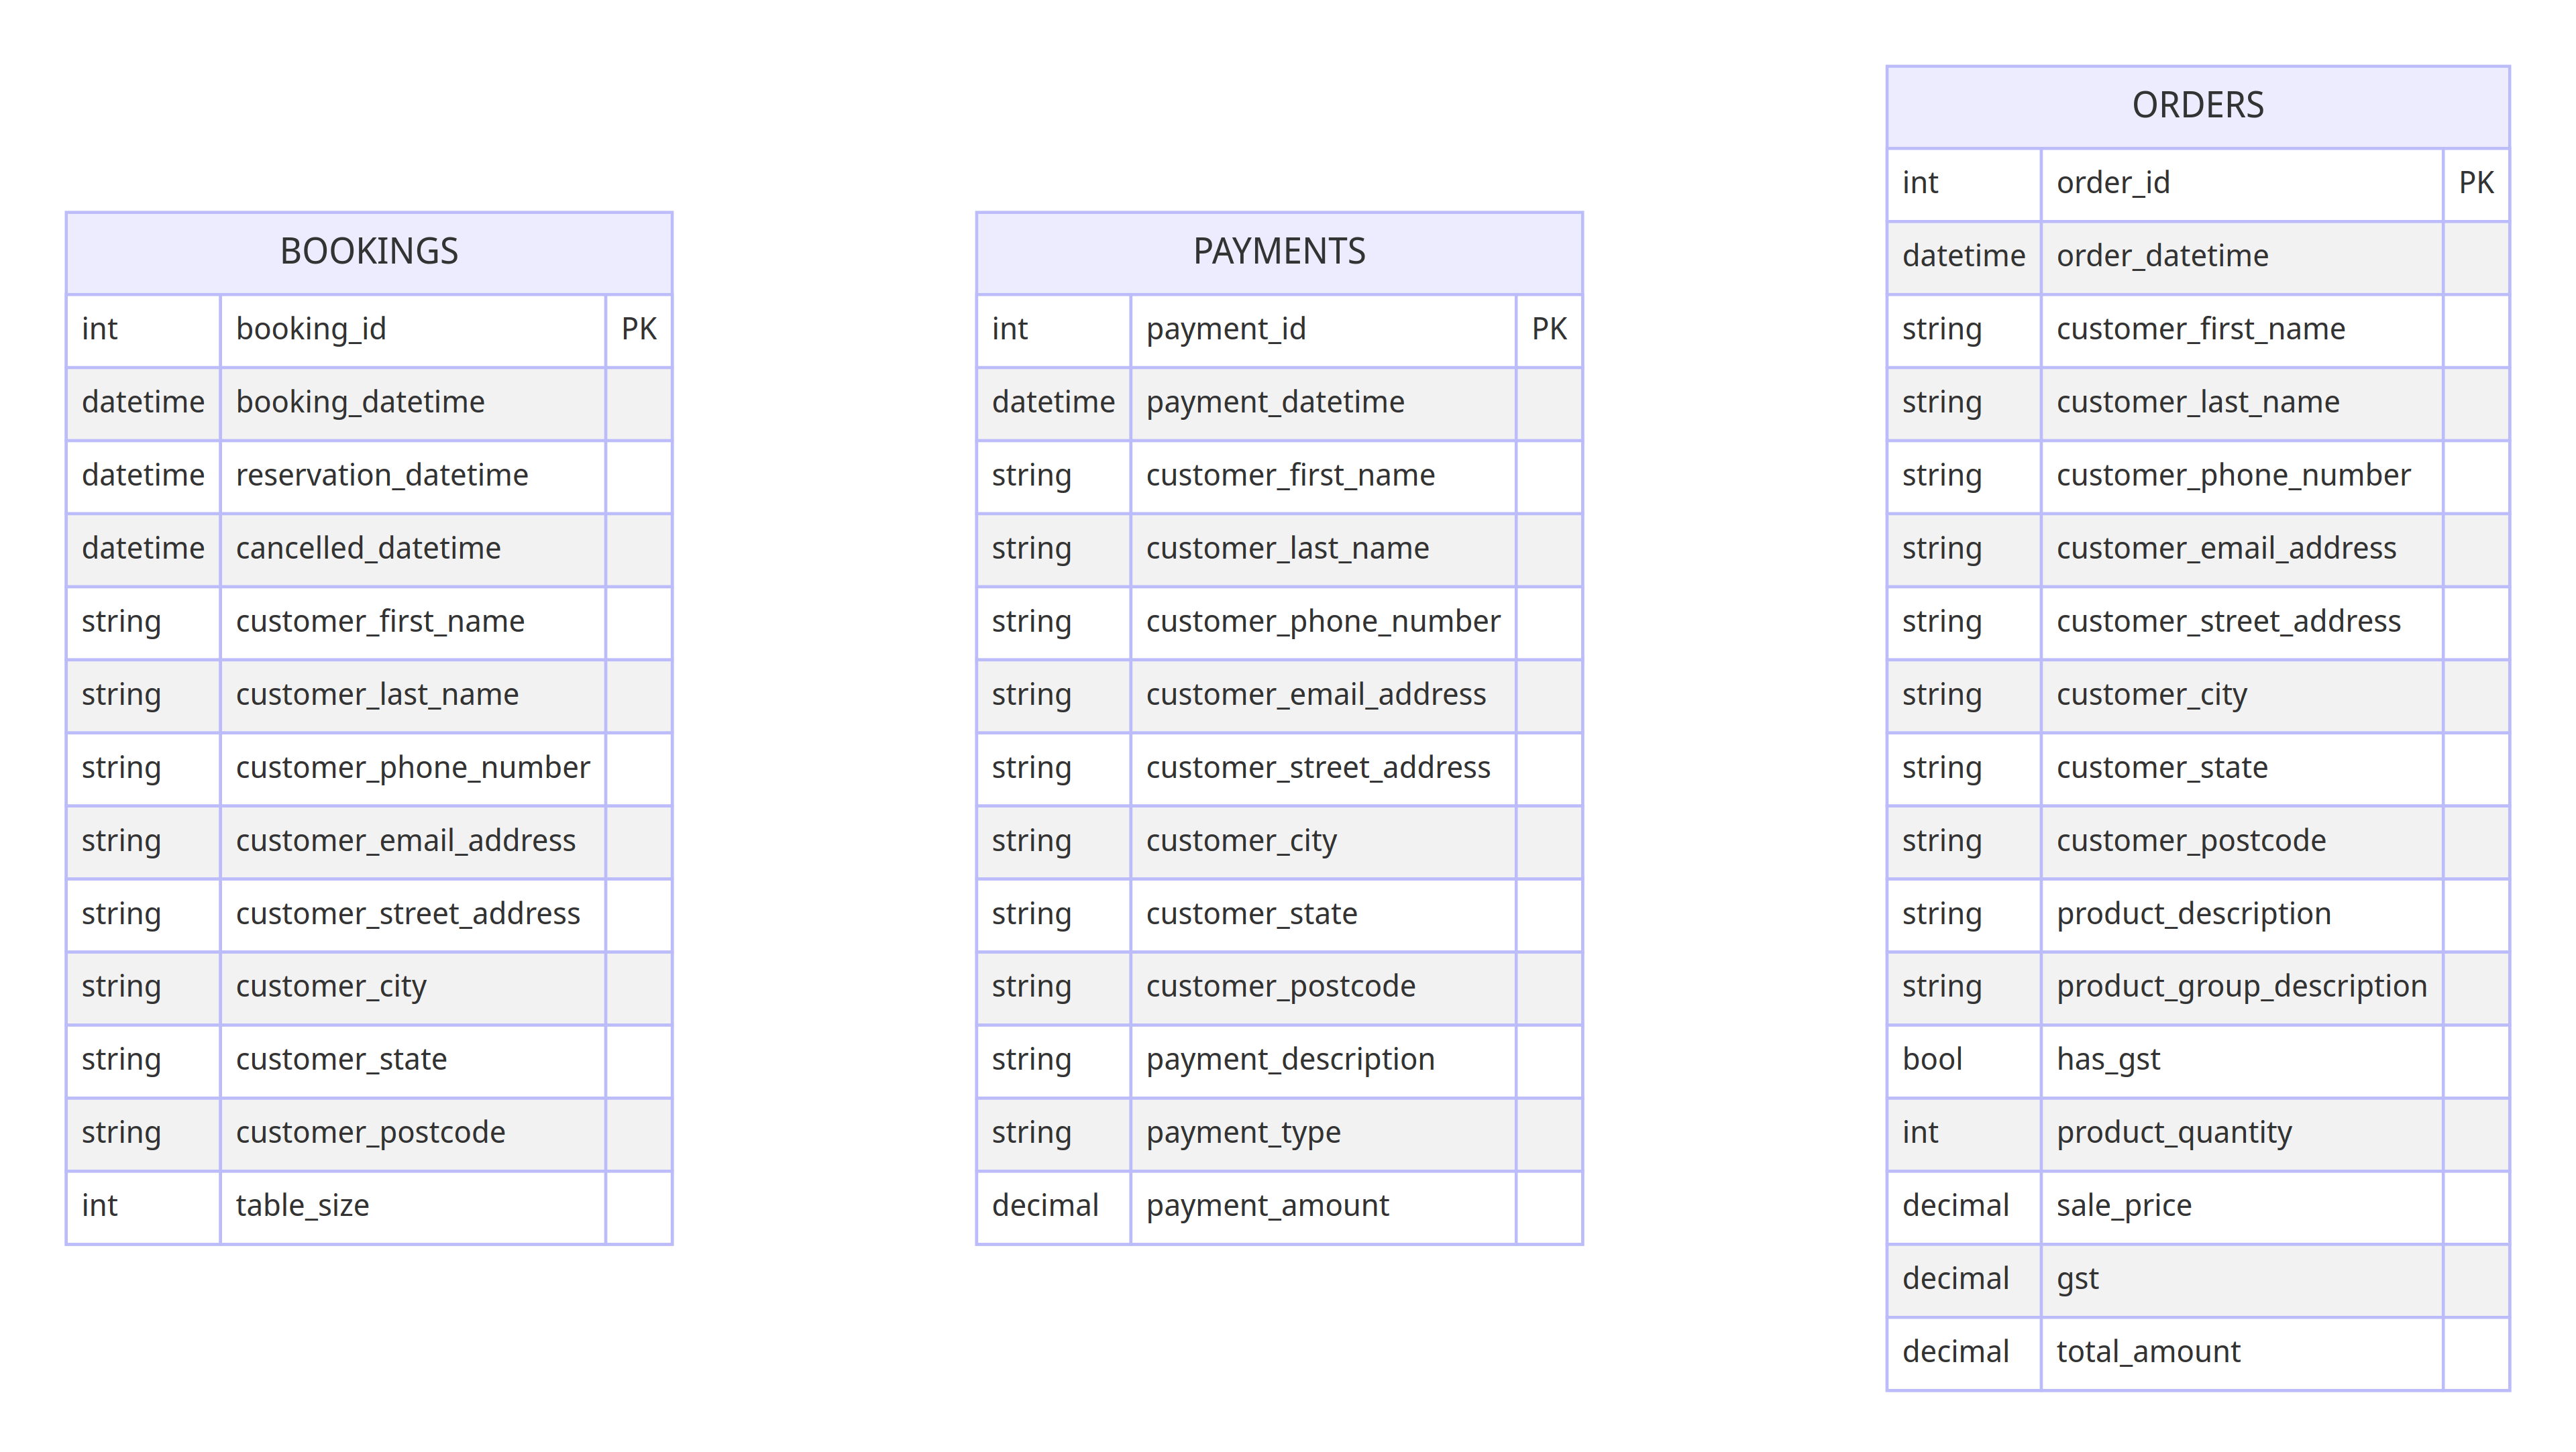 BOOKINGS
int booking_id PK
datetime booking_datetime
datetime reservation_datetime
datetime cancelled_datetime
string customer_first_name
string customer_last_name
string customer_phone_number
string customer_email_address
string customer_street_address
string customer_city
string customer_state
string customer_postcode
int table_size
PAYMENTS
int payment_id PK
datetime payment_datetime
string customer_first_name
string customer_last_name
string customer_phone_number
string customer_email_address
string customer_street_address
string customer_city
string customer_state
string customer_postcode
string payment_description
string payment_type
decimal payment_amount
ORDERS
int order_id PK
datetime order_datetime
string customer_first_name
string customer_last_name
string customer_phone_number
string customer_email_address
string customer_street_address
string customer_city
string customer_state
string customer_postcode
string product_description
string product_group_description
bool has_gst
int product_quantity
decimal sale_price
decimal gst
decimal total_amount